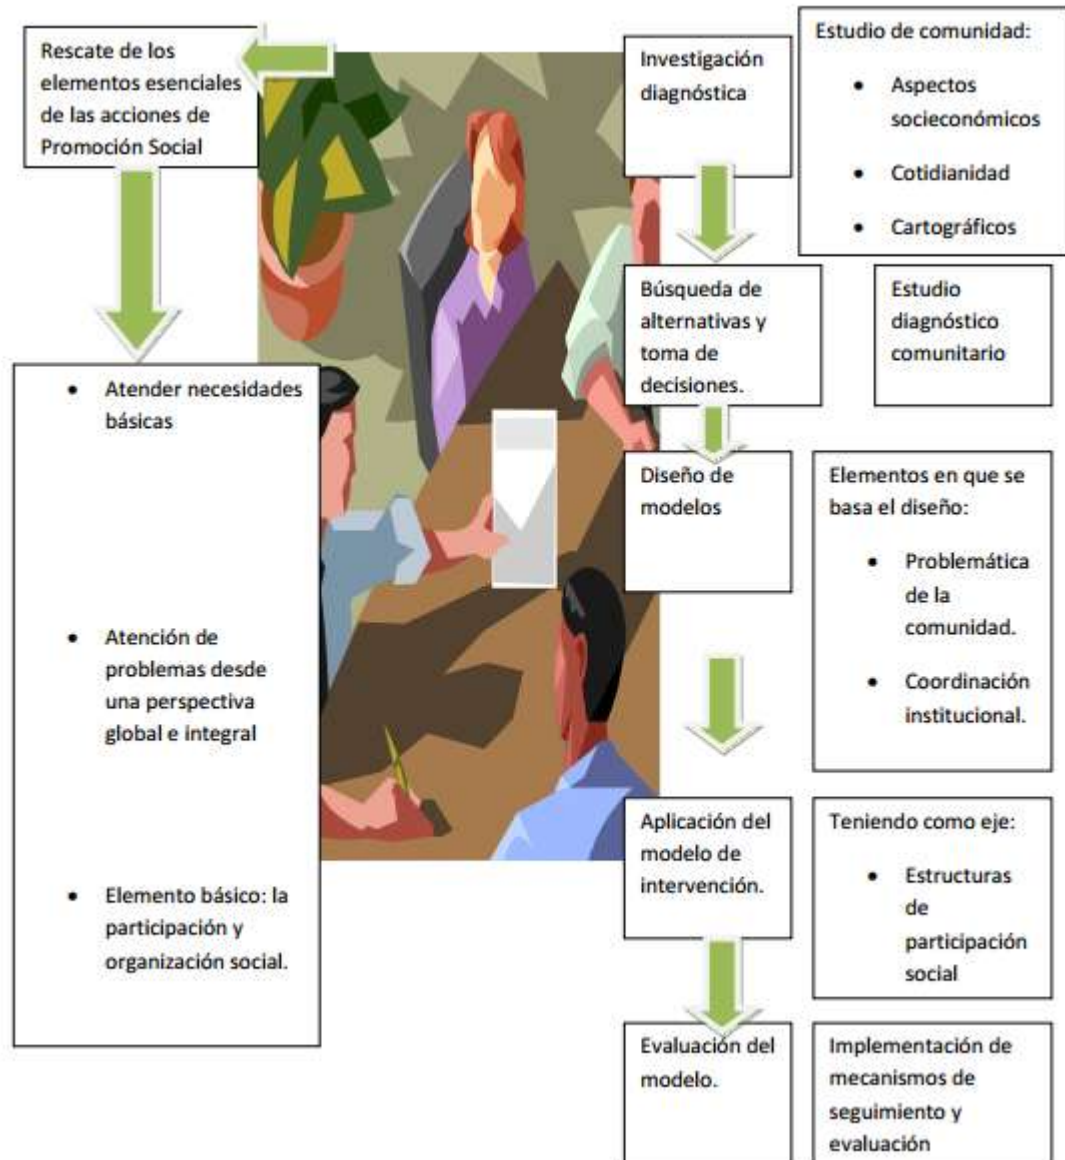 Rescate de los
elementos esenciales
de las acciones de
Promoción Social
• Atender necesidades
básicas
• Atención de
problemas desde
una perspectiva
global e integral
• Elemento básico: la
participación y
organización social.
Investigación
diagnóstica
Estudio de comunidad:
• Aspectos
socieconómicos
• Cotidianidad
• Cartográficos
Búsqueda de
alternativas y
toma de
decisiones.
Estudio
diagnóstico
comunitario
Diseño de
modelos
Elementos en que se
basa el diseño:
• Problemática
de la
comunidad.
• Coordinación
institucional.
Aplicación del
modelo de
intervención.
Teniendo como eje:
• Estructuras
de
participación
social
Evaluación del
modelo.
Implementación de
mecanismos de
seguimiento y
evaluación